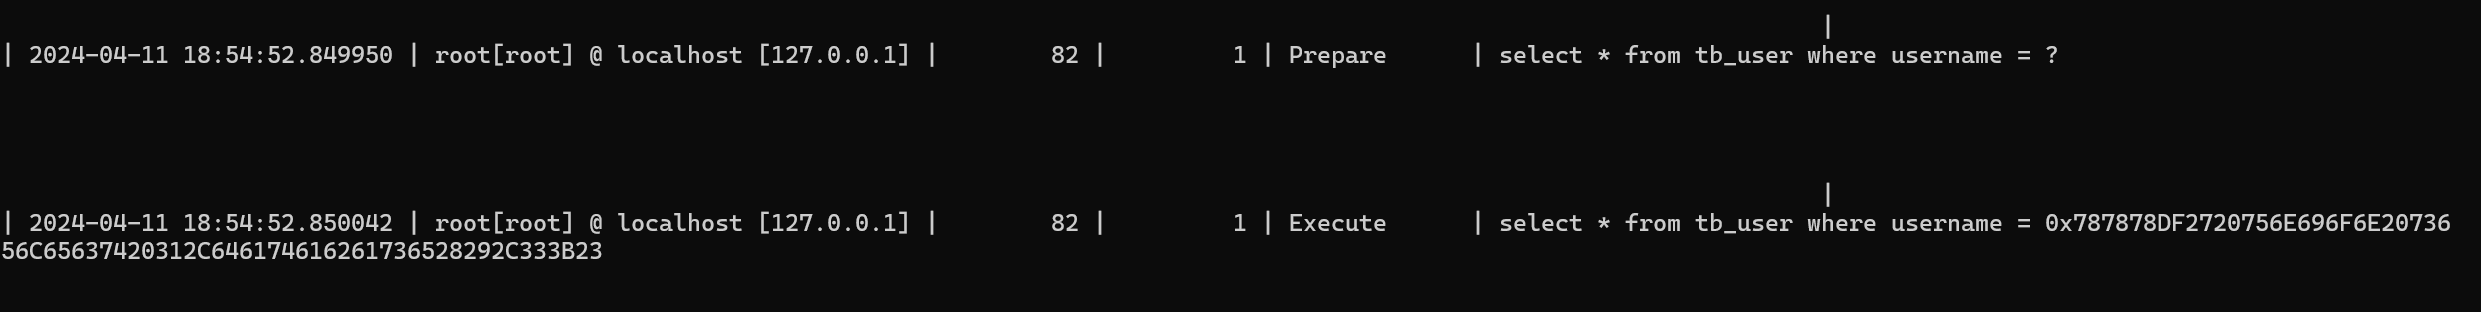 |
| 2024-04-11 18:54:52.849950 | root[root] @ localhost [127.0.0.1] | 82 | 1 | Prepare | select * from tb_user where username = ?
|
| 2024-04-11 18:54:52.850042 | root[root] @ localhost [127.0.0.1] | 82 | 1 | Execute | select * from tb_user where username = 0x787878DF2720756E696F6E20736
56C65637420312C646174616261736528292C333B23